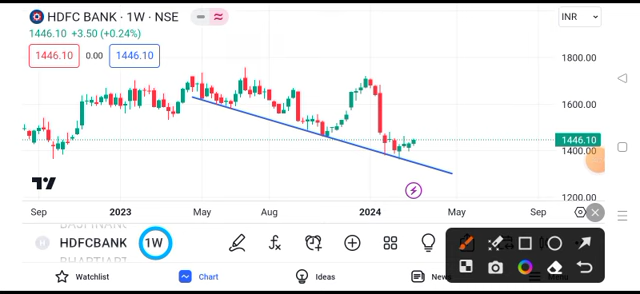 HDFC BANK · 1W · NSE
INR
1446.10 +3.50 (+0.24%)
1446.10 0.00 1446.10
1800.00
1600.00
1446.10
1400.00
1200.00
Sep 2023 May Aug 2024 May Sep
HDFCBANK 1W
Watchlist Chart Ideas News Menu